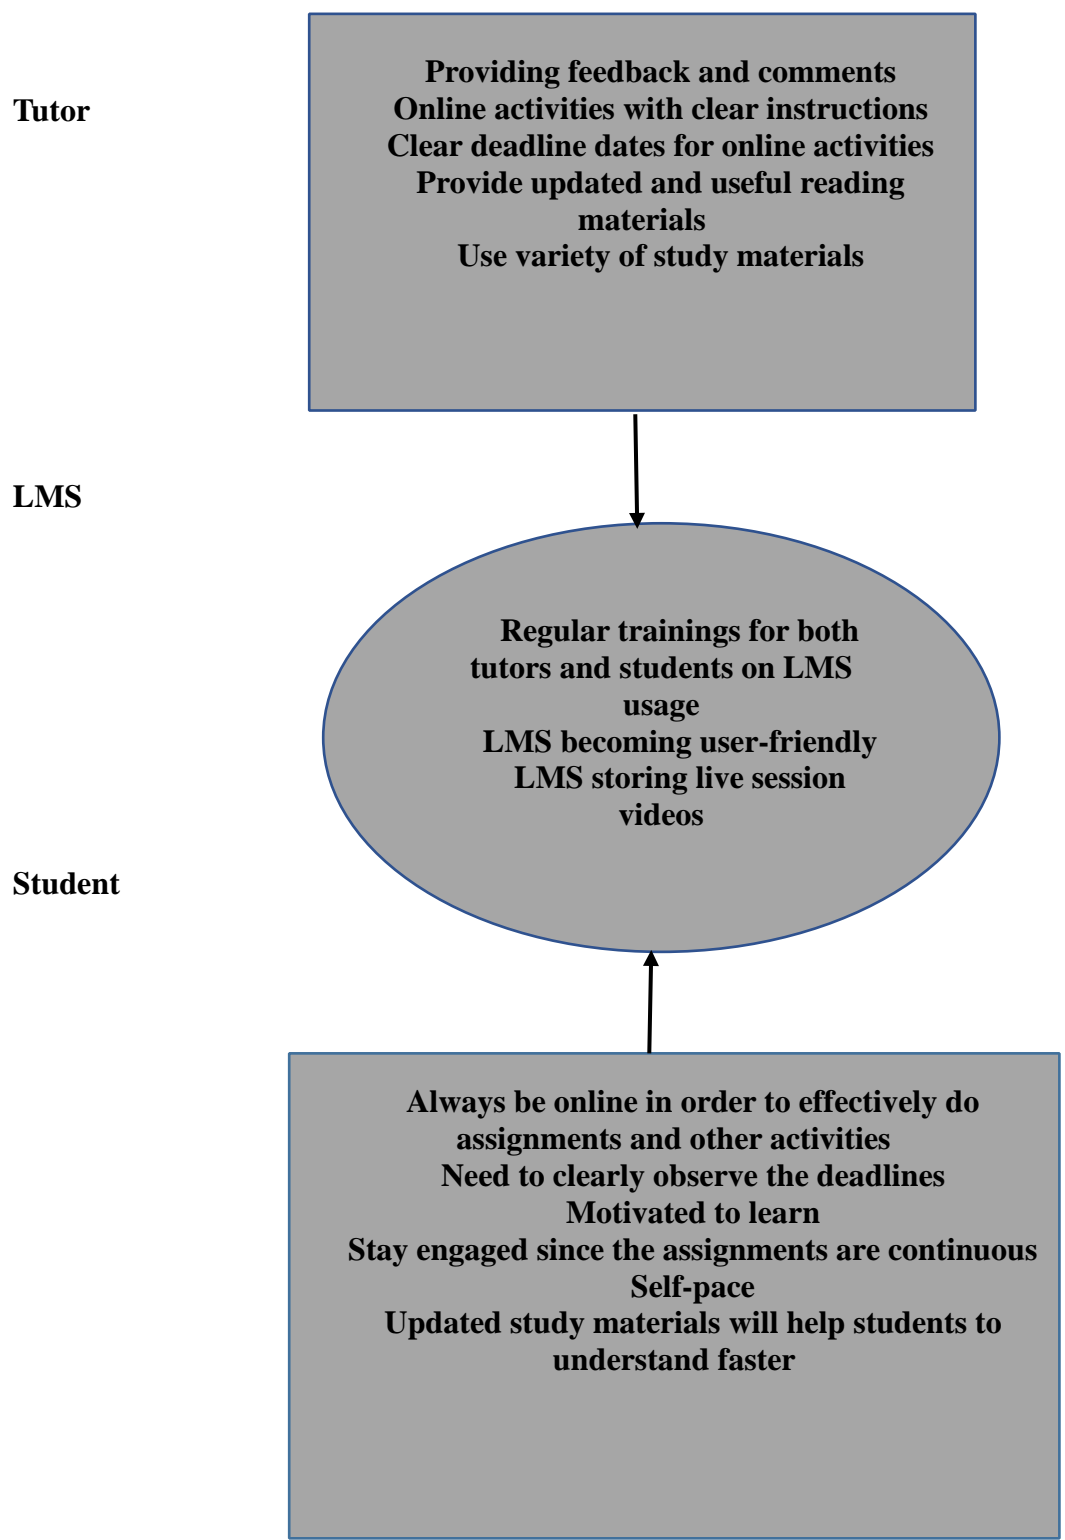 Tutor
Providing feedback and comments
Online activities with clear instructions
Clear deadline dates for online activities
Provide updated and useful reading
materials
Use variety of study materials
LMS
Regular trainings for both
tutors and students on LMS
usage
LMS becoming user-friendly
LMS storing live session
videos
Student
Always be online in order to effectively do
assignments and other activities
Need to clearly observe the deadlines
Motivated to learn
Stay engaged since the assignments are continuous
Self-pace
Updated study materials will help students to
understand faster